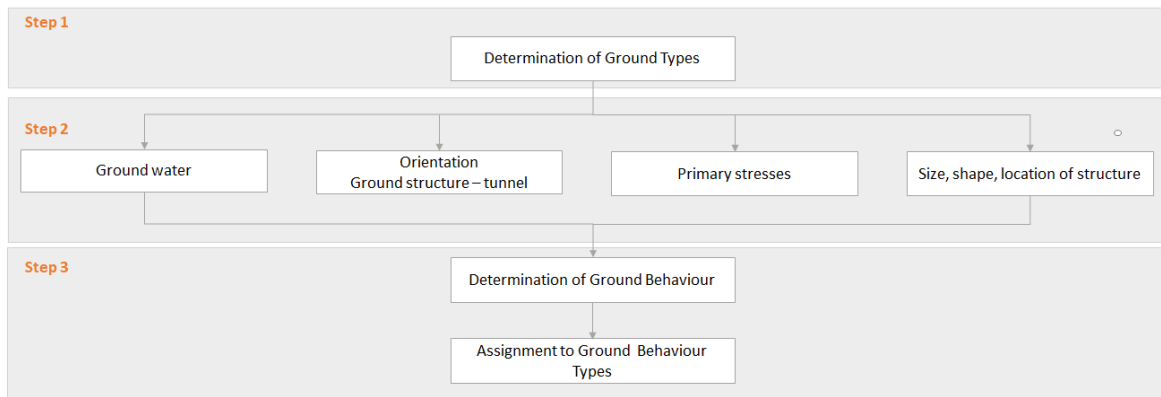 Step 1
Determination of Ground Types
Step 2
Ground water
Orientation
Ground structure – tunnel
Primary stresses
Size, shape, location of structure
Step 3
Determination of Ground Behaviour
Assignment to Ground Behaviour
Types